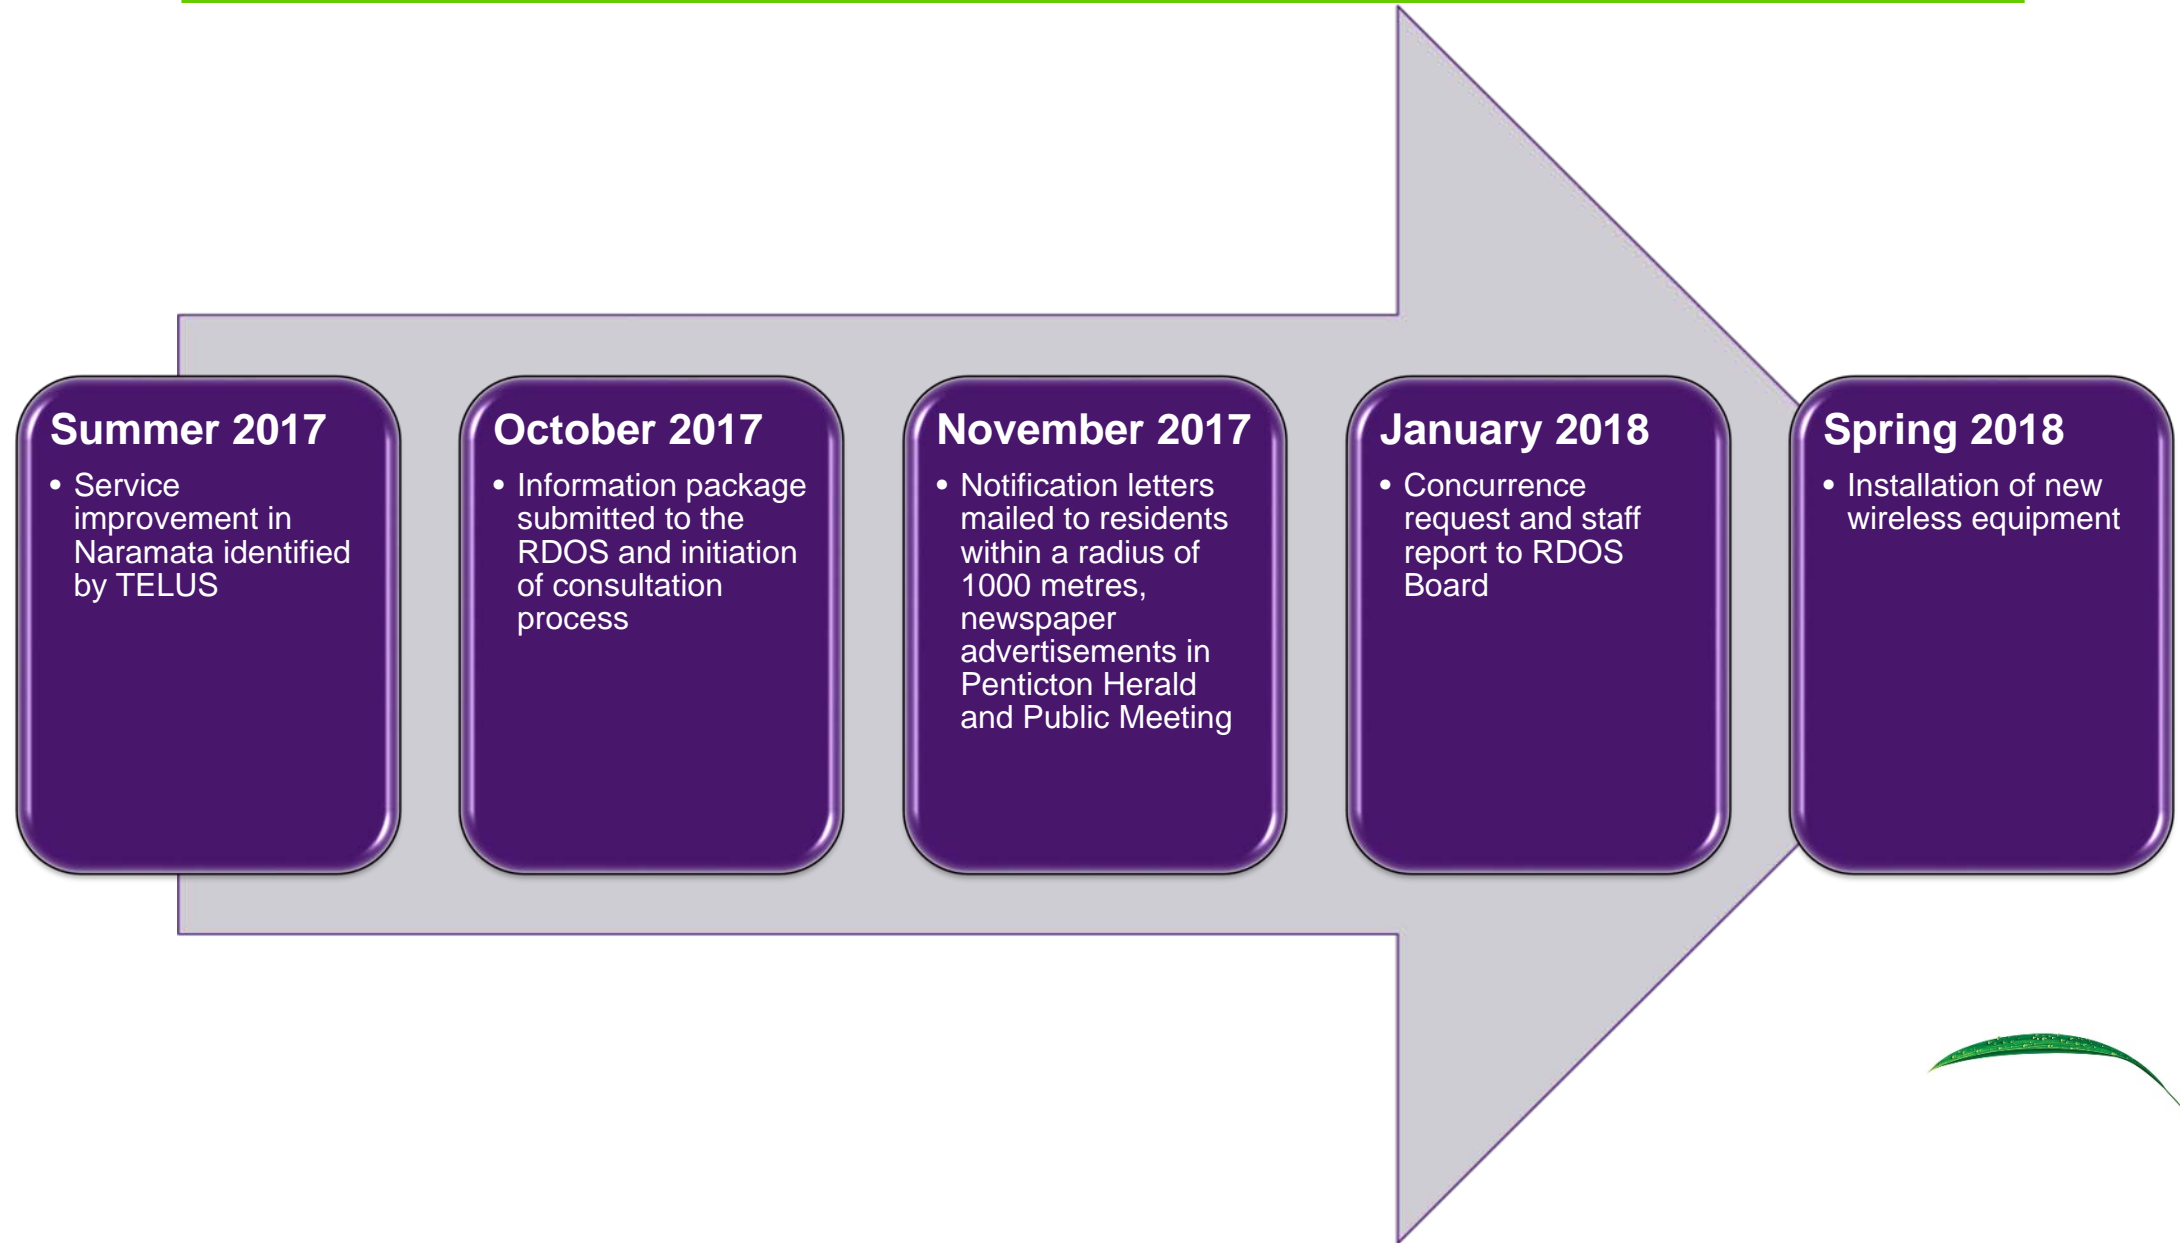 Summer 2017
• Service
improvement in
Naramata identified
by TELUS
October 2017
• Information package
submitted to the
RDOS and initiation
of consultation
process
November 2017
• Notification letters
mailed to residents
within a radius of
1000 metres,
newspaper
advertisements in
Penticton Herald
and Public Meeting
January 2018
• Concurrence
request and staff
report to RDOS
Board
Spring 2018
• Installation of new
wireless equipment